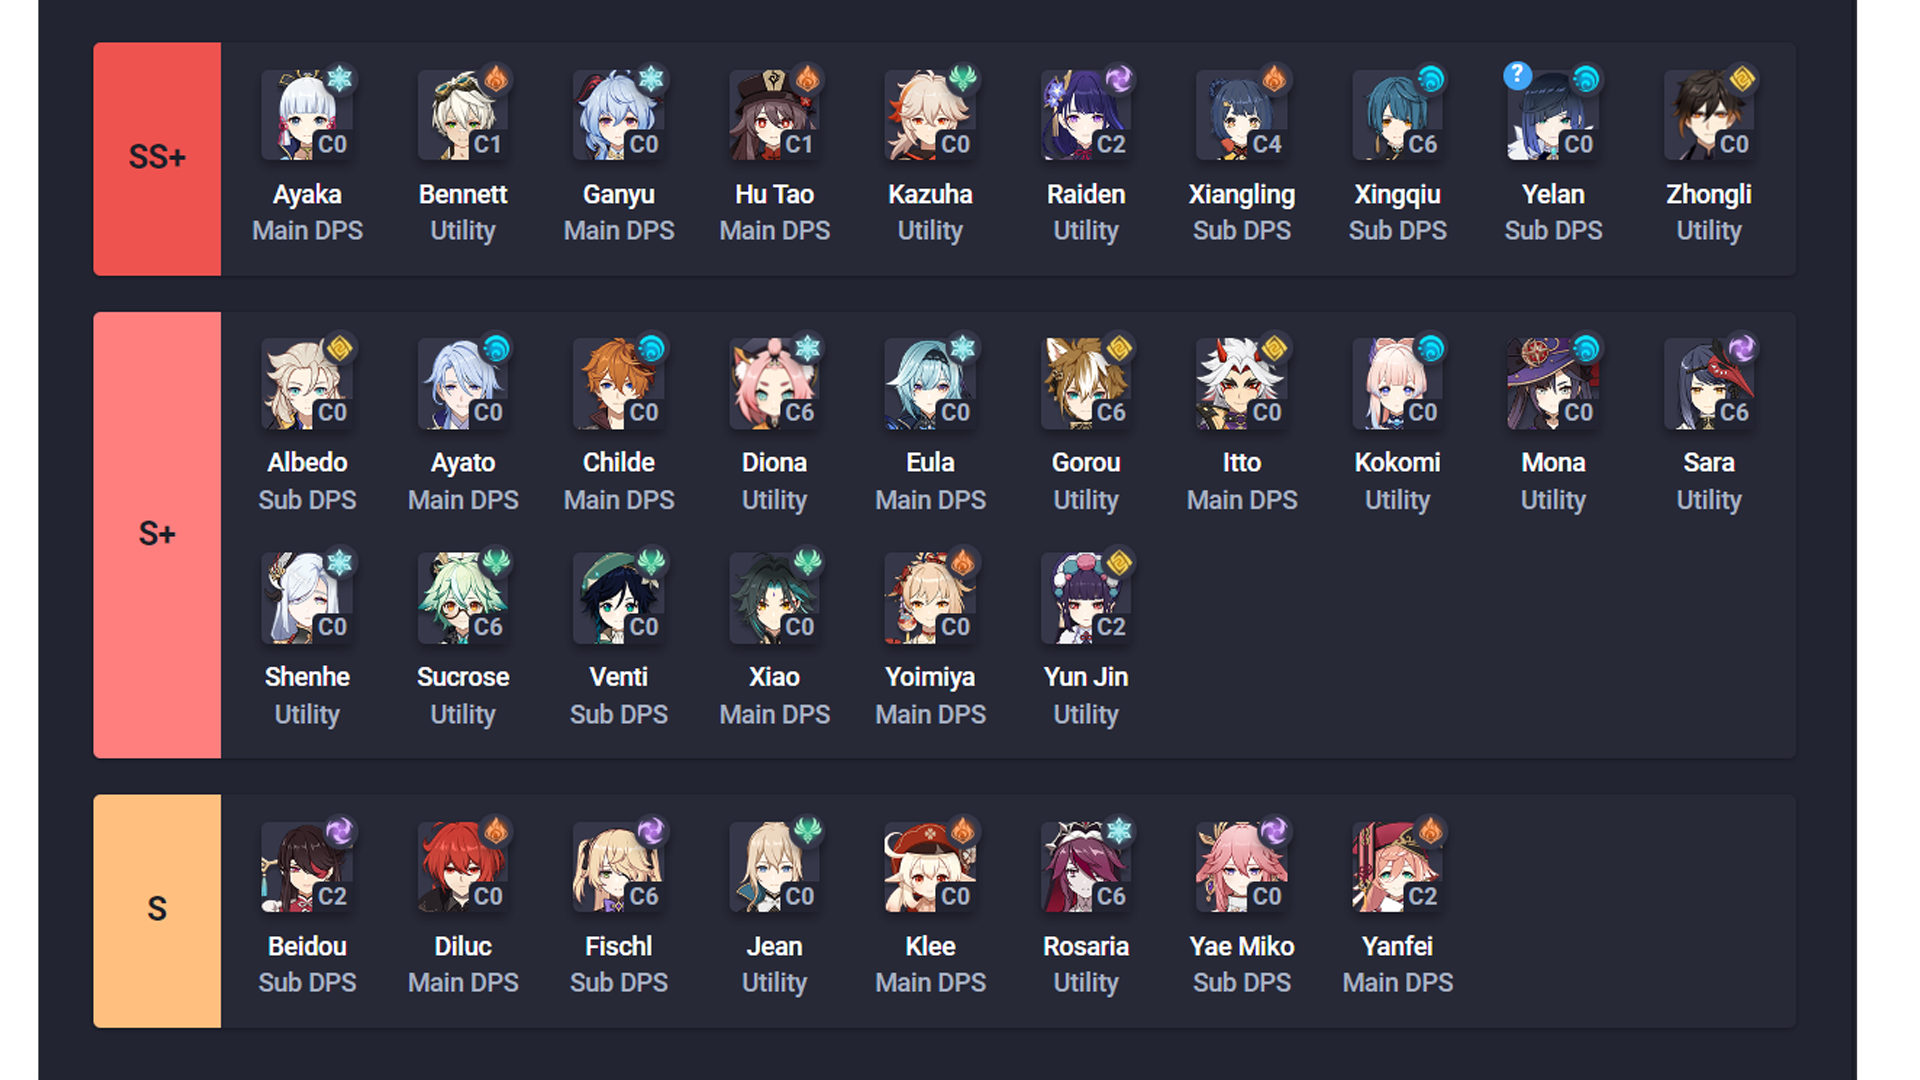 SS+
C0 C1 C0 C1 C0 C2 C4 C6 ? C0 C0
Ayaka Bennett Ganyu Hu Tao Kazuha Raiden Xiangling Xingqiu Yelan Zhongli
Main DPS Utility Main DPS Main DPS Utility Utility Sub DPS Sub DPS Sub DPS Utility
S+
C0 C0 C0 C6 C0 C6 C0 C0 C0 C6
Albedo Ayato Childe Diona Eula Gorou Itto Kokomi Mona Sara
Sub DPS Main DPS Main DPS Utility Main DPS Utility Main DPS Utility Utility Utility
C0 C6 C0 C0 C0 C2
Shenhe Sucrose Venti Xiao Yoimiya Yun Jin
Utility Utility Sub DPS Main DPS Main DPS Utility
S
C2 C0 C6 C0 C0 C6 C0 C2
Beidou Diluc Fischl Jean Klee Rosaria Yae Miko Yanfei
Sub DPS Main DPS Sub DPS Utility Main DPS Utility Sub DPS Main DPS